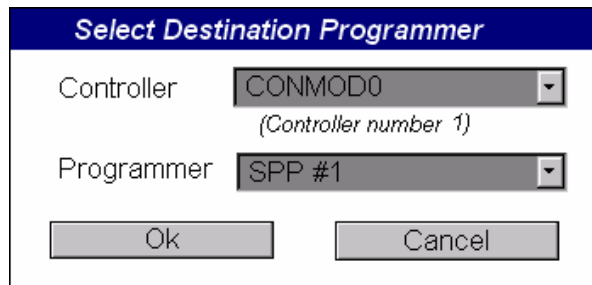 Select Destination Programmer
Controller CONMOD0
(Controller number 1)
Programmer SPP #1
Ok Cancel